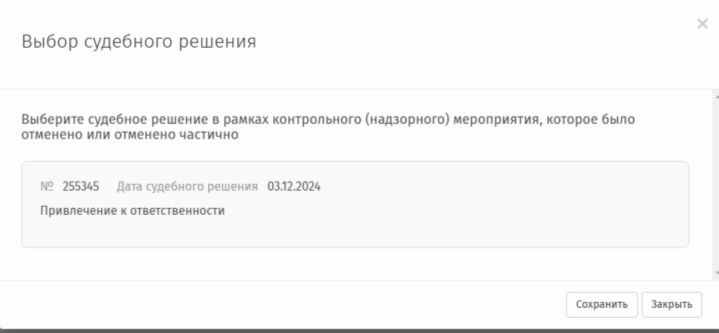 Выбор судебного решения
Выберите судебное решение в рамках контрольного (надзорного) мероприятия, которое было
отменено или отменено частично
№ 255345 Дата судебного решения 03.12.2024
Привлечение к ответственности
Сохранить Закрыть